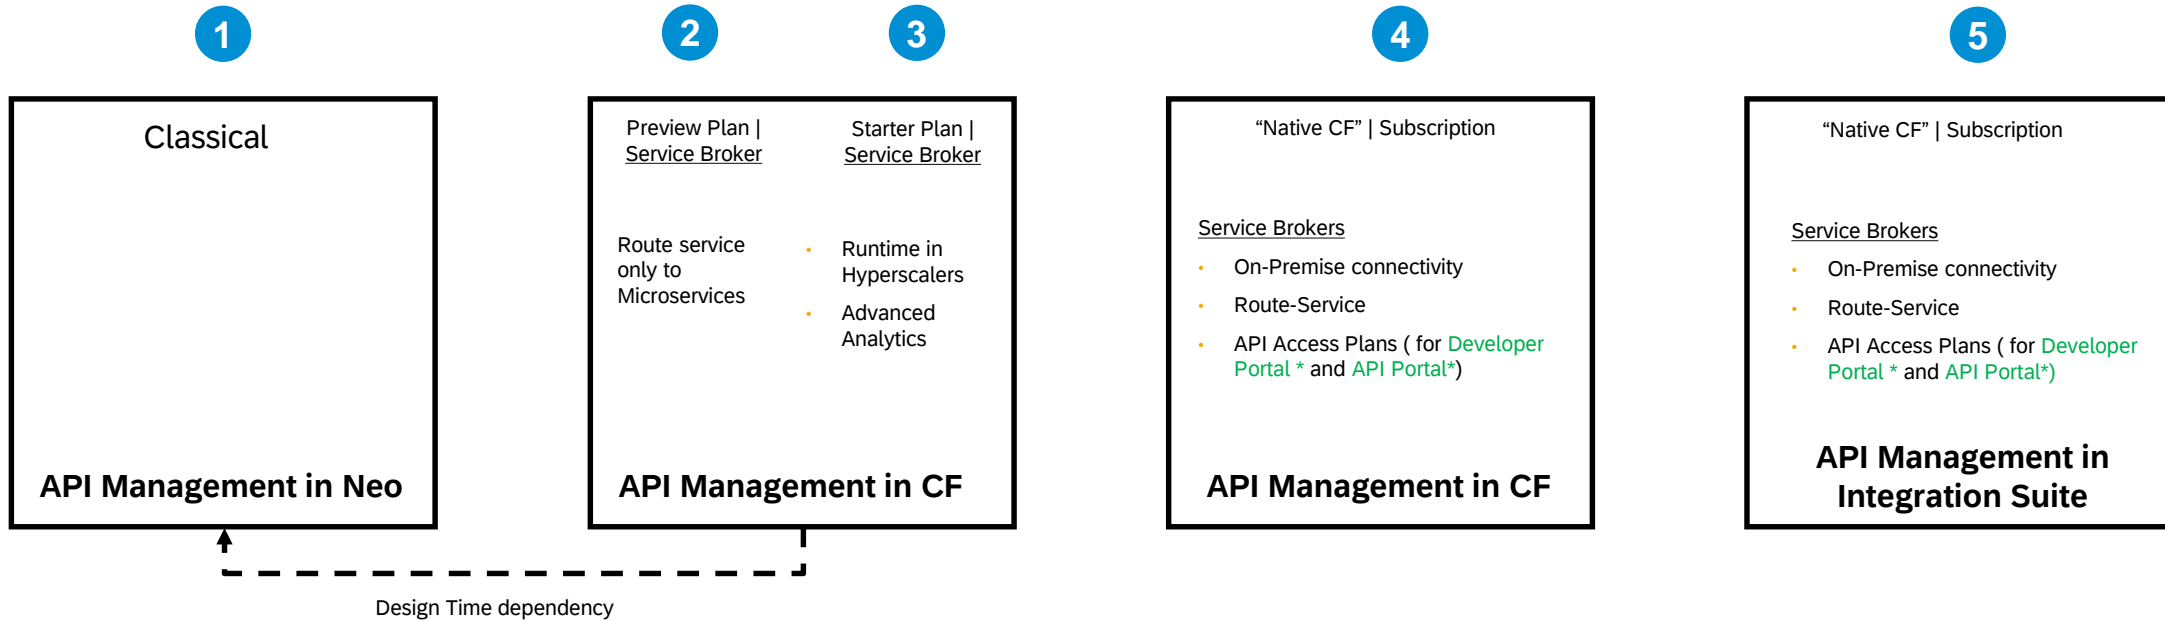 1
2
3
4
5
Classical
API Management in Neo
Preview Plan |
Service Broker
Route service
only to
Microservices
Starter Plan |
Service Broker
• Runtime in
Hyperscalers
• Advanced
Analytics
API Management in CF
Design Time dependency
“Native CF” | Subscription
Service Brokers
• On-Premise connectivity
• Route-Service
• API Access Plans ( for Developer
Portal * and API Portal*)
API Management in CF
“Native CF” | Subscription
Service Brokers
• On-Premise connectivity
• Route-Service
• API Access Plans ( for Developer
Portal * and API Portal*)
API Management in
Integration Suite